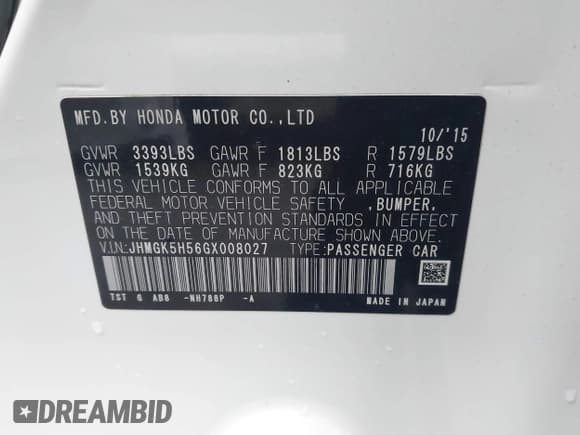 MFD.BY HONDA MOTOR CO.,LTD
10/'15
GVWR 3393LBS GAWR F 1813LBS R 1579LBS
GVWR 1539KG GAWR F 823KG R 716KG
THIS VEHICLE CONFORMS TO ALL APPLICABLE
FEDERAL MOTOR VEHICLE SAFETY ,BUMPER,
AND THEFT PREVENTION STANDARDS IN EFFECT
ON THE DATE OF MANUFACTURE SHOWN ABOVE.
V.I.N:JHMGK5H56GX008027 TYPE:PASSENGER CAR
TST G AD8 -NH788P -A
MADE IN JAPAN
DREAMBID